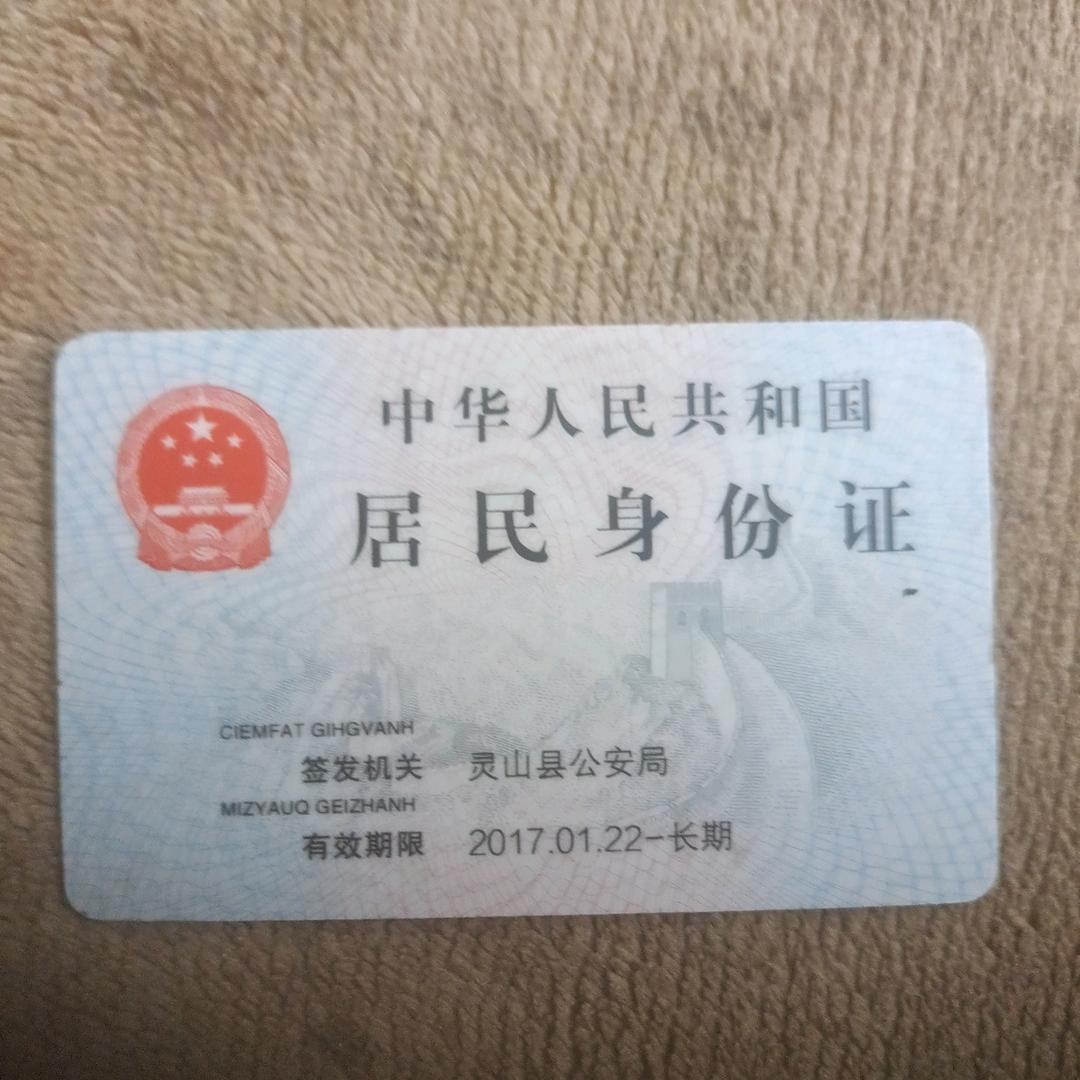 中华人民共和国
居民身份证
CIEMFAT GIHGVANH
签发机关 灵山县公安局
MIZYAUQ GEIZHANH
有效期限 2017.01.22-长期